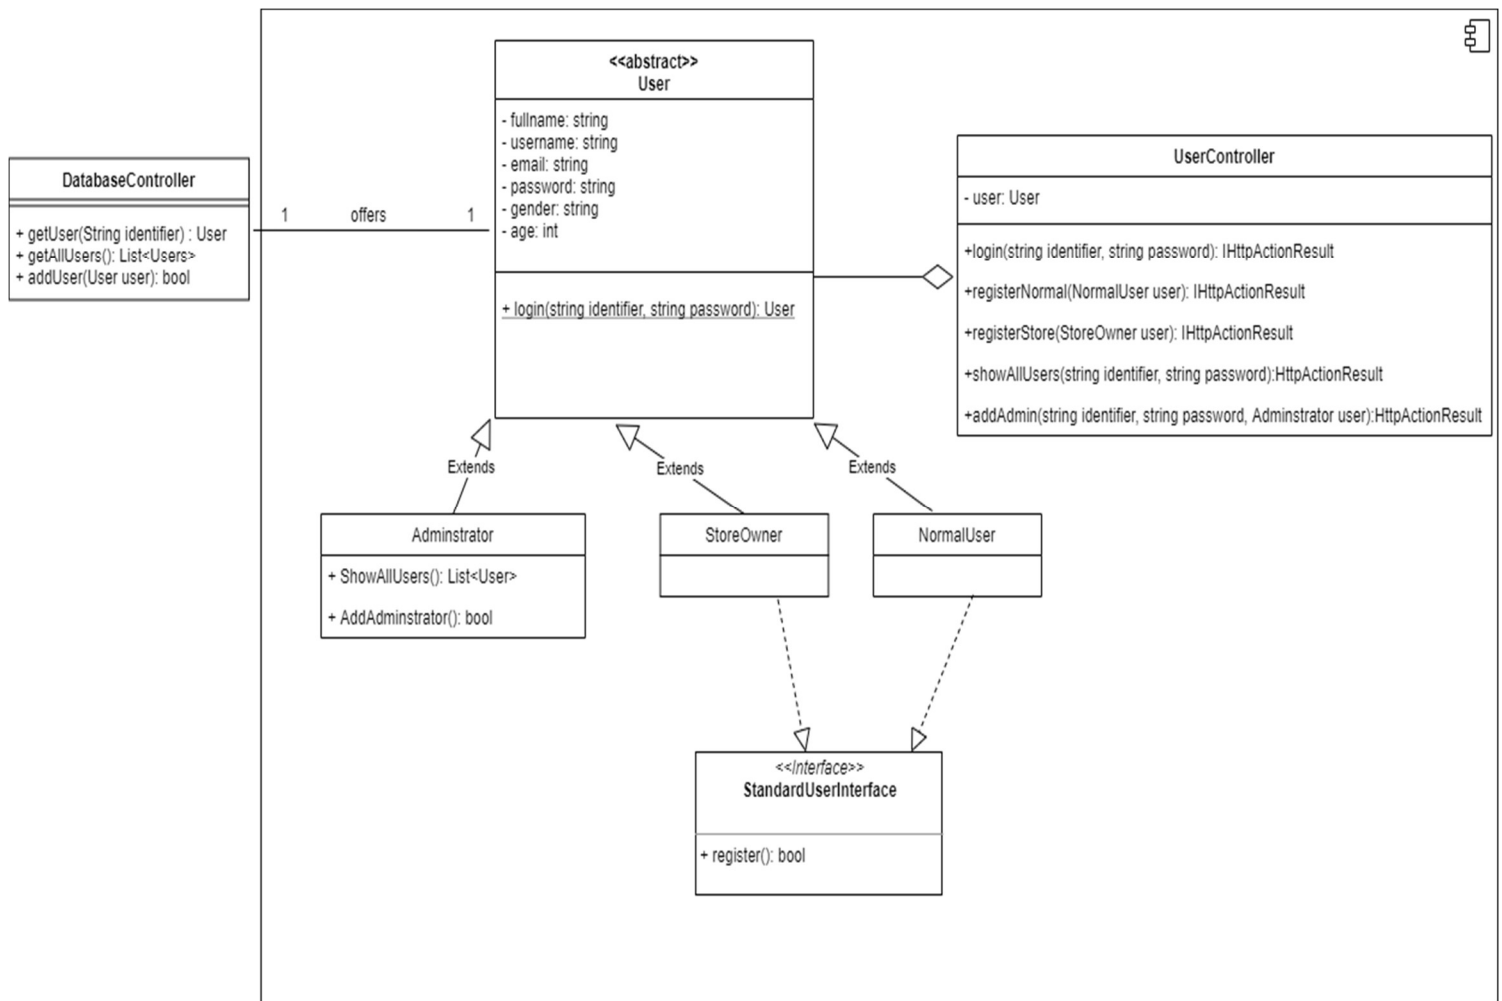 <<abstract>>
User
- fullname: string
- username: string
- email: string
- password: string
- gender: string
- age: int
+ login(string identifier, string password): User
DatabaseController
+ getUser(String identifier) : User
+ getAllUsers(): List<Users>
+ addUser(User user): bool
1
offers
1
UserController
- user: User
+login(string identifier, string password): IHttpActionResult
+registerNormal(NormalUser user): IHttpActionResult
+registerStore(StoreOwner user): IHttpActionResult
+showAllUsers(string identifier, string password):HttpActionResult
+addAdmin(string identifier, string password, Adminstrator user):HttpActionResult
Extends
Extends
Extends
Adminstrator
+ ShowAllUsers(): List<User>
+ AddAdminstrator(): bool
StoreOwner
NormalUser
<<Interface>>
StandardUserInterface
+ register(): bool